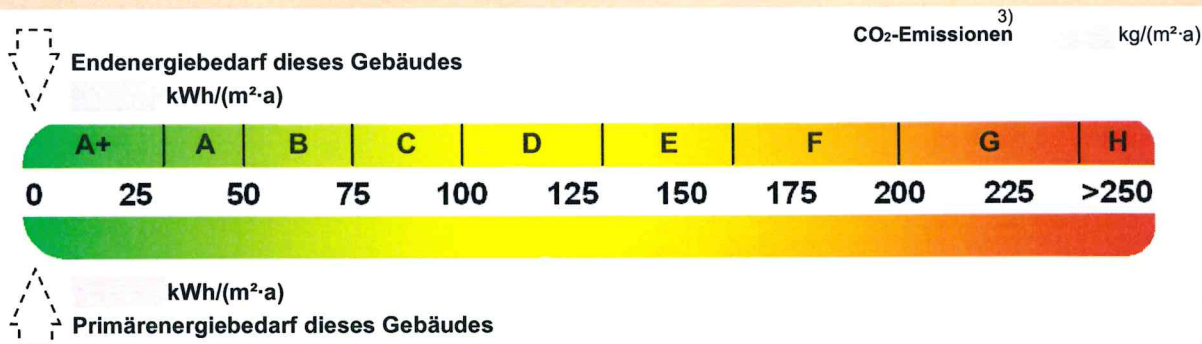 3)
CO₂-Emissionen kg/(m²·a)
Endenergiebedarf dieses Gebäudes
kWh/(m²·a)
A+ A B C D E F G H
0 25 50 75 100 125 150 175 200 225 >250
kWh/(m²·a)
Primärenergiebedarf dieses Gebäudes